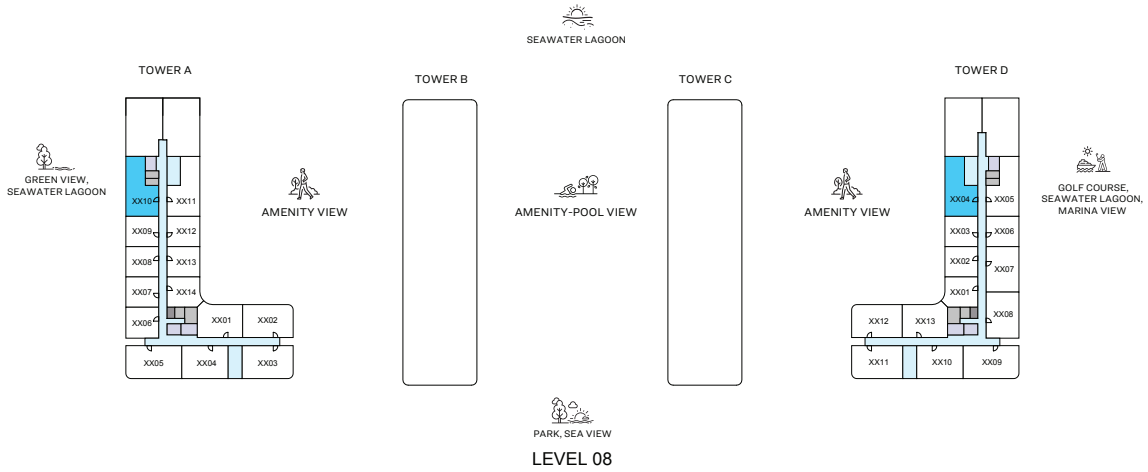 SEAWATER LAGOON
TOWER A
TOWER B
TOWER C
TOWER D
GREEN VIEW,
SEAWATER LAGOON
AMENITY VIEW
AMENITY-POOL VIEW
AMENITY VIEW
GOLF COURSE,
SEAWATER LAGOON,
MARINA VIEW
XX10
XX11
XX09
XX12
XX08
XX13
XX07
XX14
XX06
XX01
XX02
XX05
XX04
XX03
XX04
XX05
XX03
XX06
XX02
XX07
XX01
XX08
XX12
XX13
XX11
XX10
XX09
PARK, SEA VIEW
LEVEL 08